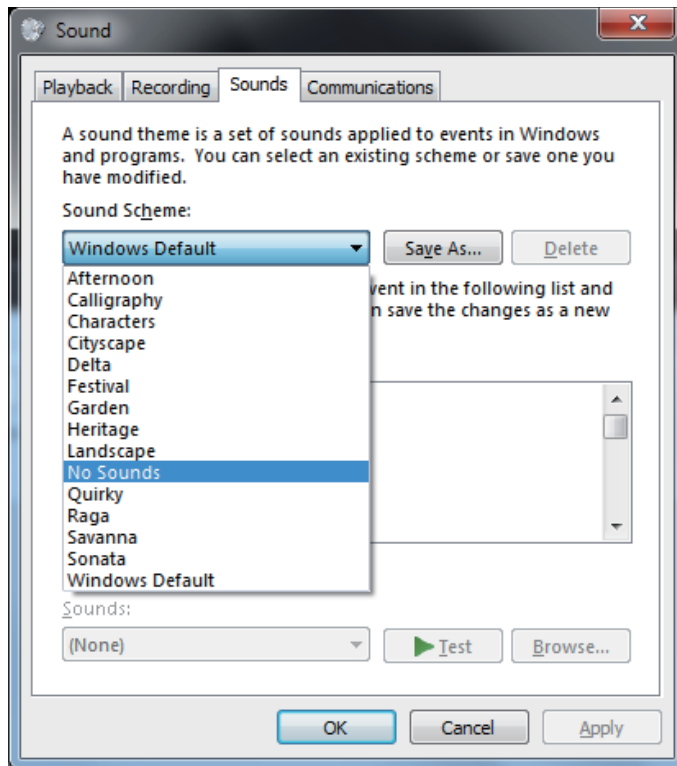 Sound
Playback Recording Sounds Communications
A sound theme is a set of sounds applied to events in Windows
and programs. You can select an existing scheme or save one you
have modified.
Sound Scheme:
Windows Default Save As... Delete
Afternoon
Calligraphy
Characters
Cityscape
Delta
Festival
Garden
Heritage
Landscape
No Sounds
Quirky
Raga
Savanna
Sonata
Windows Default
in the following list and
save the changes as a new
Sounds:
(None) Test Browse...
OK Cancel Apply